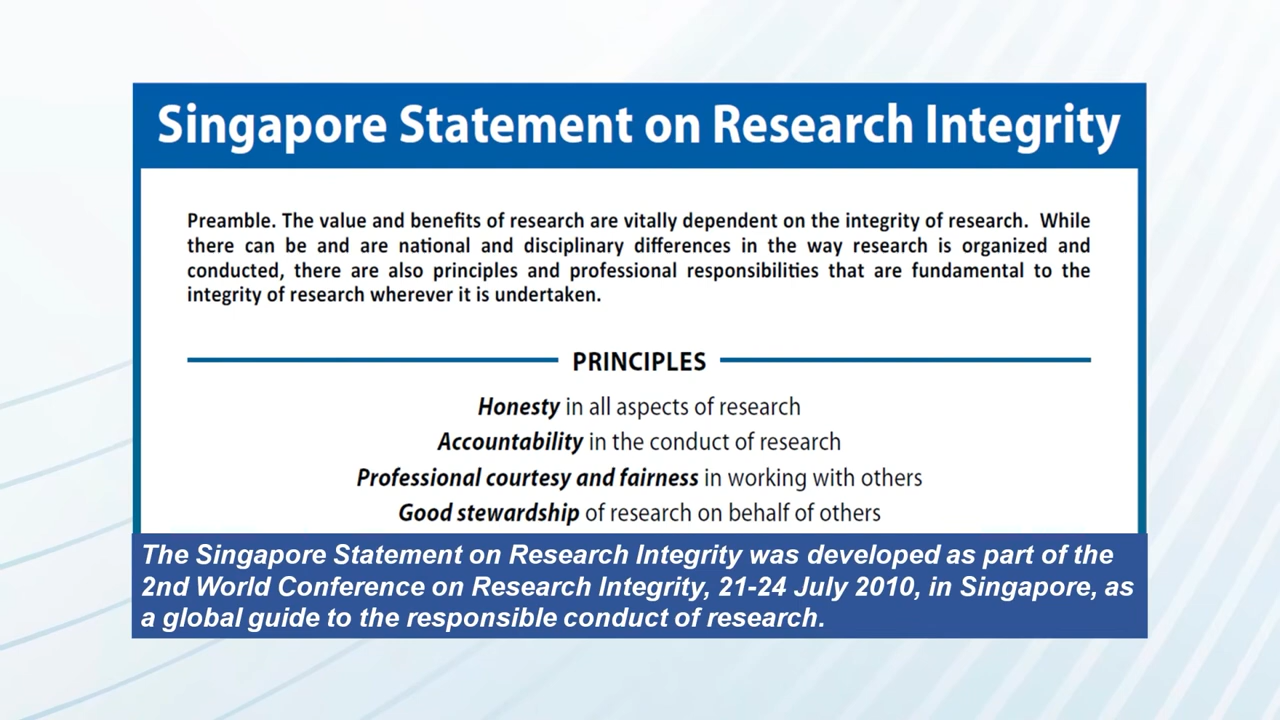 Singapore Statement on Research Integrity
Preamble. The value and benefits of research are vitally dependent on the integrity of research. While
there can be and are national and disciplinary differences in the way research is organized and
conducted, there are also principles and professional responsibilities that are fundamental to the
integrity of research wherever it is undertaken.
PRINCIPLES
Honesty in all aspects of research
Accountability in the conduct of research
Professional courtesy and fairness in working with others
Good stewardship of research on behalf of others
The Singapore Statement on Research Integrity was developed as part of the
2nd World Conference on Research Integrity, 21-24 July 2010, in Singapore, as
a global guide to the responsible conduct of research.